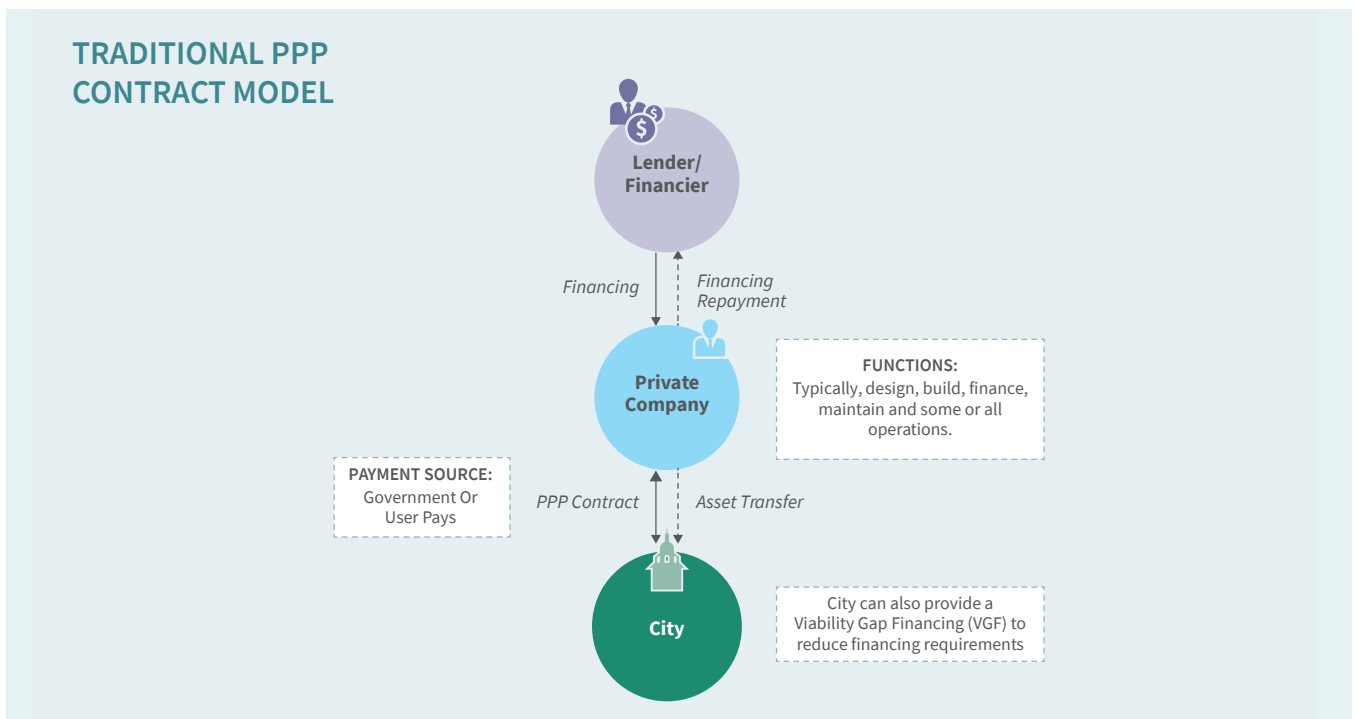 TRADITIONAL PPP
CONTRACT MODEL
$
$
Lender/
Financier
Financing
Financing
Repayment
Private
Company
FUNCTIONS:
Typically, design, build, finance,
maintain and some or all
operations.
PAYMENT SOURCE:
Government Or
User Pays
PPP Contract
Asset Transfer
City
City can also provide a
Viability Gap Financing (VGF) to
reduce financing requirements